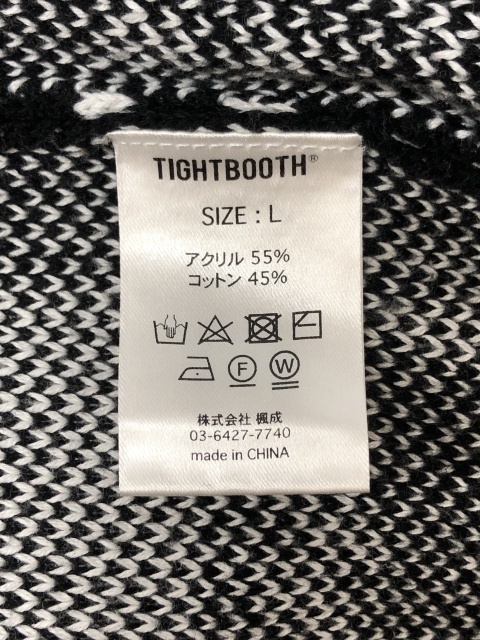 TIGHTBOOTH®
SIZE : L
アクリル 55%
コットン 45%
F W
株式会社 楓成
03-6427-7740
made in CHINA